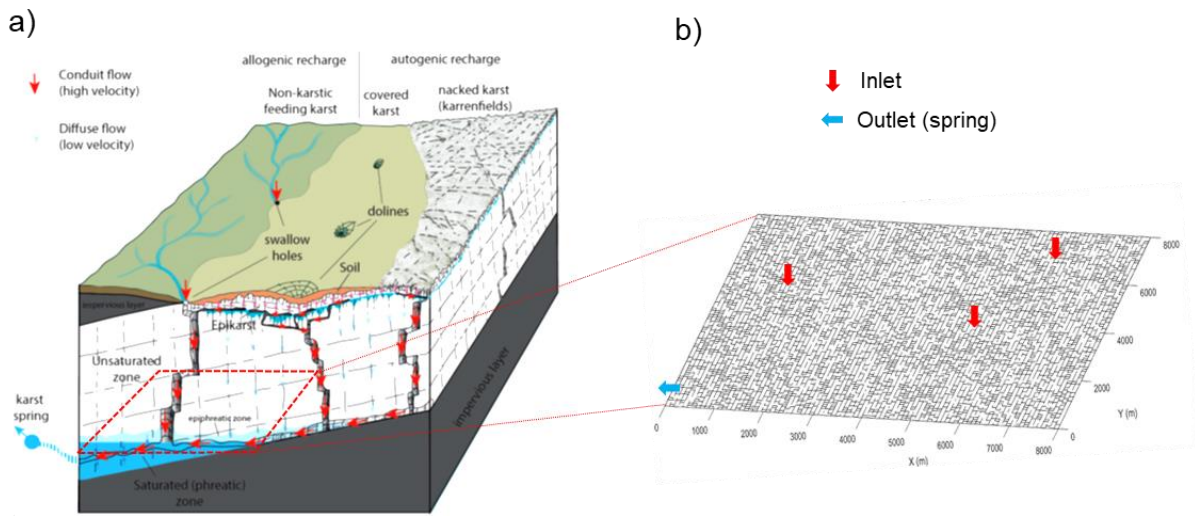 a)
allogenic recharge
autogenic recharge
Conduit flow
(high velocity)
Diffuse flow
(low velocity)
Non-karstic
feeding karst
covered
karst
nacked karst
(karrenfields)
dolines
swallow
holes
Soil
impervious layer
Epikarst
Unsaturated
zone
epiphreatic zone
karst
spring
impervious layer
Saturated (phreatic)
zone
b)
Inlet
Outlet (spring)
8000
6000
4000
2000
0
Y (m)
0
1000
2000
3000
4000
5000
6000
7000
8000
X (m)